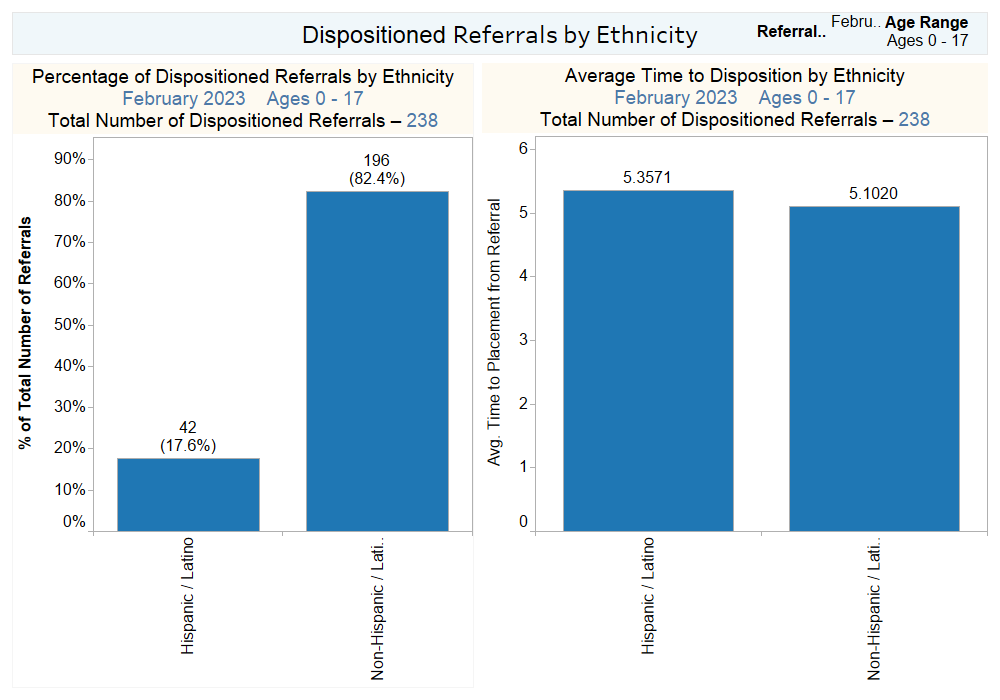 Dispositioned Referrals by Ethnicity
Referral.. Febru.. Age Range
Ages 0 - 17
Percentage of Dispositioned Referrals by Ethnicity
February 2023 Ages 0 - 17
Total Number of Dispositioned Referrals – 238
% of Total Number of Referrals
90%
80%
70%
60%
50%
40%
30%
20%
10%
0%
42
(17.6%)
196
(82.4%)
Hispanic / Latino
Non-Hispanic / Lati..
Average Time to Disposition by Ethnicity
February 2023 Ages 0 - 17
Total Number of Dispositioned Referrals – 238
Avg. Time to Placement from Referral
6
5
4
3
2
1
0
5.3571
5.1020
Hispanic / Latino
Non-Hispanic / Lati..